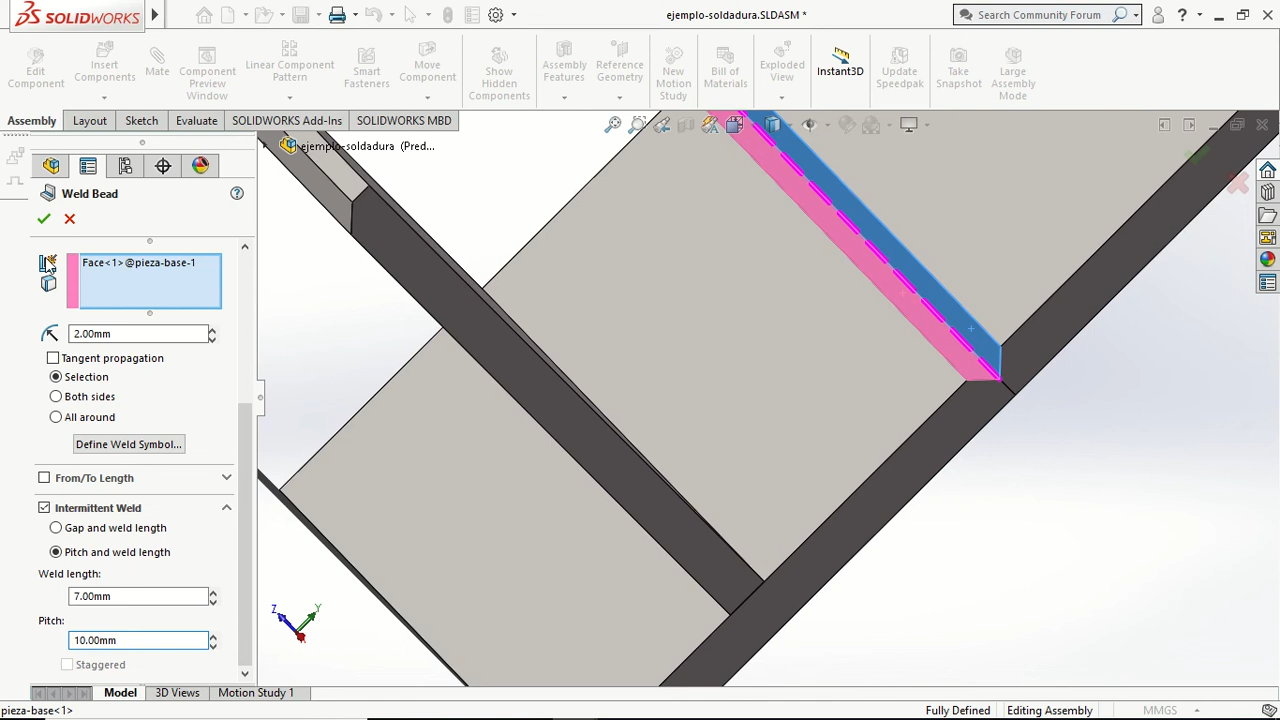 SOLIDWORKS
ejemplo-soldadura.SLDASM *
Search Community Forum
?
Edit Component
Insert Components
Mate
Component Preview Window
Linear Component Pattern
Smart Fasteners
Move Component
Show Hidden Components
Assembly Features
Reference Geometry
New Motion Study
Bill of Materials
Exploded View
Instant3D
Update Speedpak
Take Snapshot
Large Assembly Mode
Assembly
Layout
Sketch
Evaluate
SOLIDWORKS Add-Ins
SOLIDWORKS MBD
ejemplo-soldadura (Pred...
Weld Bead
?
Face<1>@pieza-base-1
2.00mm
Tangent propagation
Selection
Both sides
All around
Define Weld Symbol...
From/To Length
Intermittent Weld
Gap and weld length
Pitch and weld length
Weld length:
7.00mm
Pitch:
10.00mm
Staggered
Z
Y
Model
3D Views
Motion Study 1
pieza-base<1>
Fully Defined
Editing Assembly
MMGS